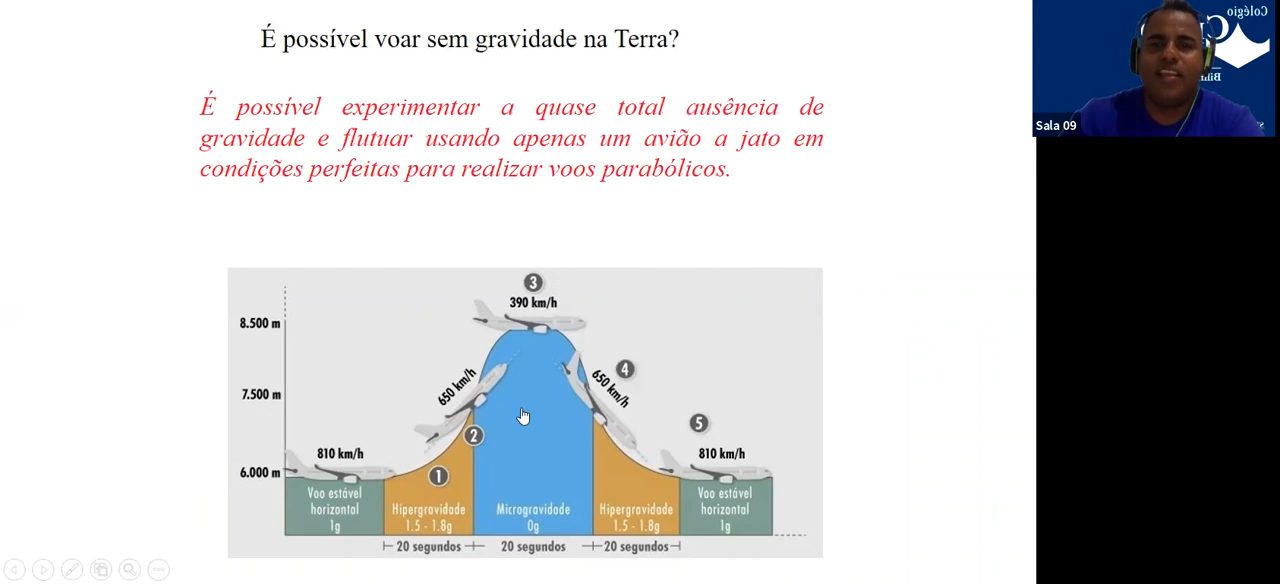 É possível voar sem gravidade na Terra?
É possível experimentar a quase total ausência de
gravidade e flutuar usando apenas um avião a jato em
condições perfeitas para realizar voos parabólicos.
Colégio
Sala 09
3
390 km/h
8.500 m
650 km/h
650 km/h
4
7.500 m
2
5
810 km/h
810 km/h
6.000 m
1
Voo estável
horizontal
1g
Hipergravidade
1.5 - 1.8g
Microgravidade
0g
Hipergravidade
1.5 - 1.8g
Voo estável
horizontal
1g
20 segundos
20 segundos
20 segundos